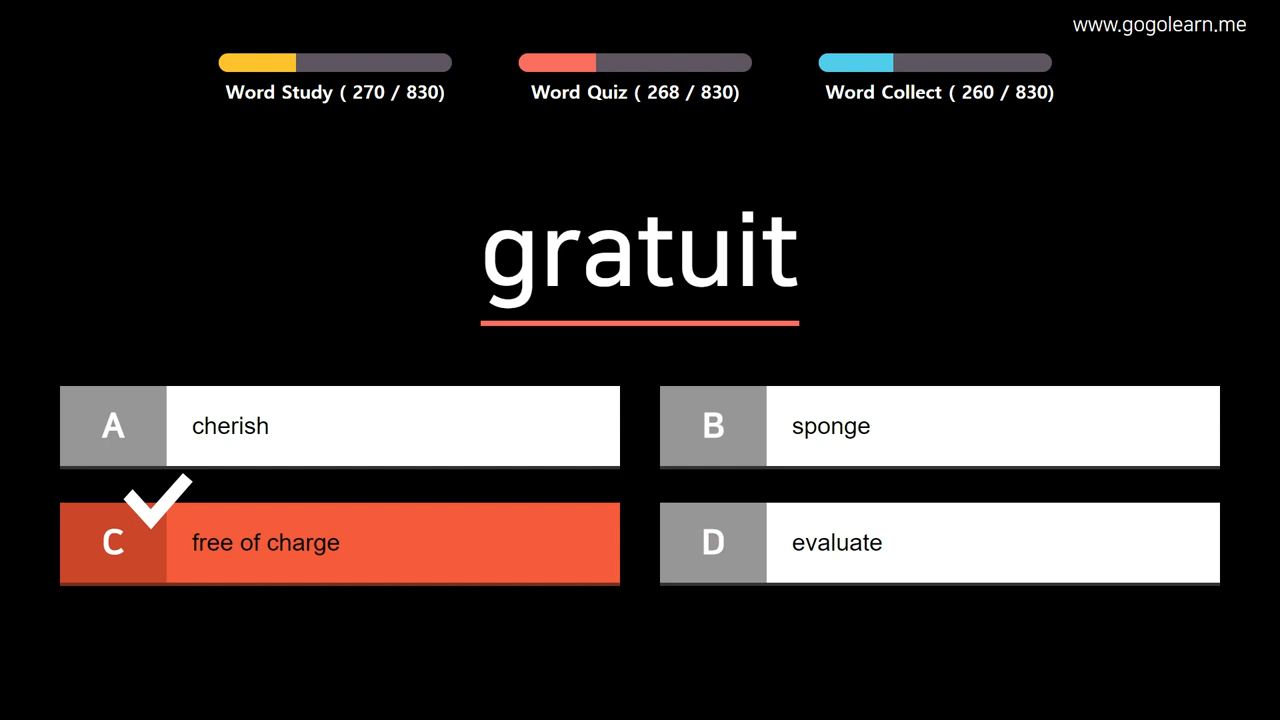 www.gogolearn.me
Word Study ( 270 / 830)
Word Quiz ( 268 / 830)
Word Collect ( 260 / 830)
gratuit
A
cherish
B
sponge
C
free of charge
D
evaluate